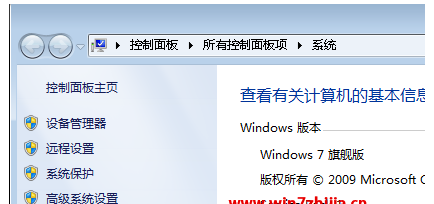 控制面板 ▸ 所有控制面板项 ▸ 系统
控制面板主页
设备管理器
远程设置
系统保护
高级系统设置
查看有关计算机的基本信息
Windows 版本
Windows 7 旗舰版
版权所有 © 2009 Microsoft C